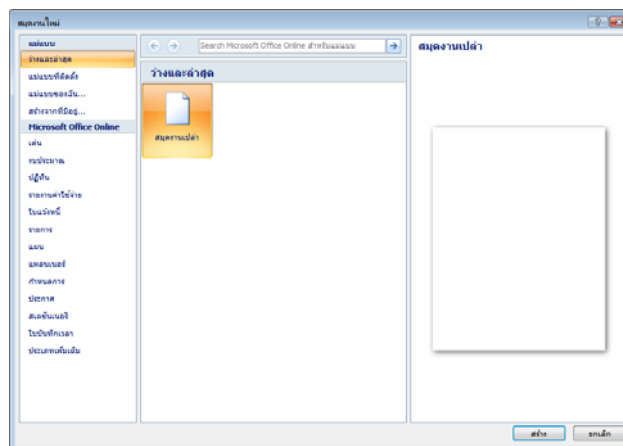 สมุดงานใหม่
แม่แบบ
ว่างและล่าสุด
แม่แบบที่ติดตั้ง
แม่แบบของฉัน...
สร้างจากที่มีอยู่...
Microsoft Office Online
เด่น
งบประมาณ
ปฏิทิน
รายงานค่าใช้จ่าย
ใบแจ้งหนี้
รายการ
แผน
แพลนเนอร์
กำหนดการ
ประกาศ
สเตชันเนอรี
ใบบันทึกเวลา
ประเภทเพิ่มเติม
Search Microsoft Office Online สำหรับแม่แบบ
ว่างและล่าสุด
สมุดงานเปล่า
สมุดงานเปล่า
สร้าง
ยกเลิก